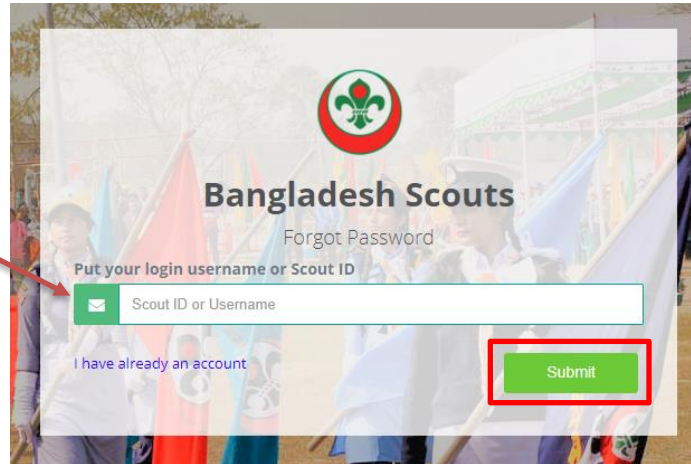 Bangladesh Scouts
Forgot Password
Put your login username or Scout ID
Scout ID or Username
I have already an account
Submit